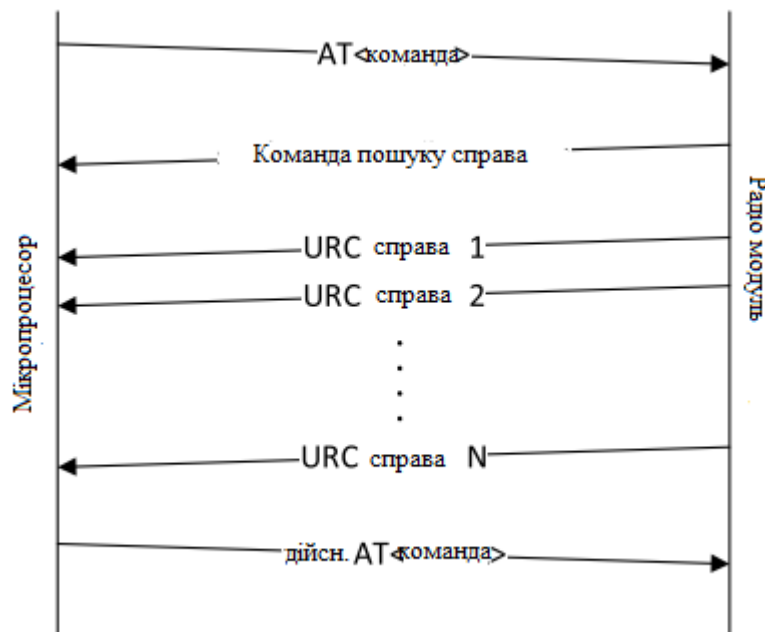 AT<команда>
Команда пошуку справа
URC справа 1
URC справа 2
URC справа N
дійсн. AT<команда>
Мікропроцесор
Радіо модуль